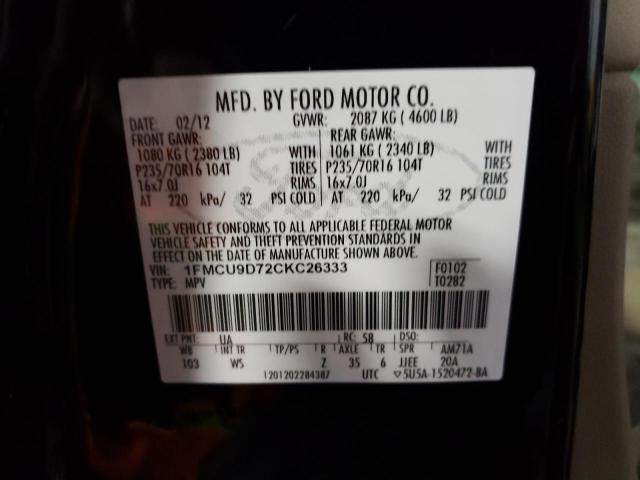 MFD. BY FORD MOTOR CO.
DATE: 02/12 GVWR: 2087 KG ( 4600 LB)
FRONT GAWR: REAR GAWR:
1080 KG ( 2380 LB) WITH 1061 KG ( 2340 LB) WITH
P235/70R16 104T TIRES P235/70R16 104T TIRES
16x7.0J RIMS 16x7.0J RIMS
AT 220 kPa/ 32 PSI COLD AT 220 kPa/ 32 PSI COLD
THIS VEHICLE CONFORMS TO ALL APPLICABLE FEDERAL MOTOR
VEHICLE SAFETY AND THEFT PREVENTION STANDARDS IN
EFFECT ON THE DATE OF MANUFACTURE SHOWN ABOVE.
VIN: 1FMCU9D72CKC26333 F0102
TYPE: MPV T0282
EXT PNT: UA RC: 58 DSO:
WB INT TR TP/PS R AXLE TR SPR AM71A
103 WS Z 35 6 JJEE 20A
1201202284387 UTC ▽5U5A-1520472-BA